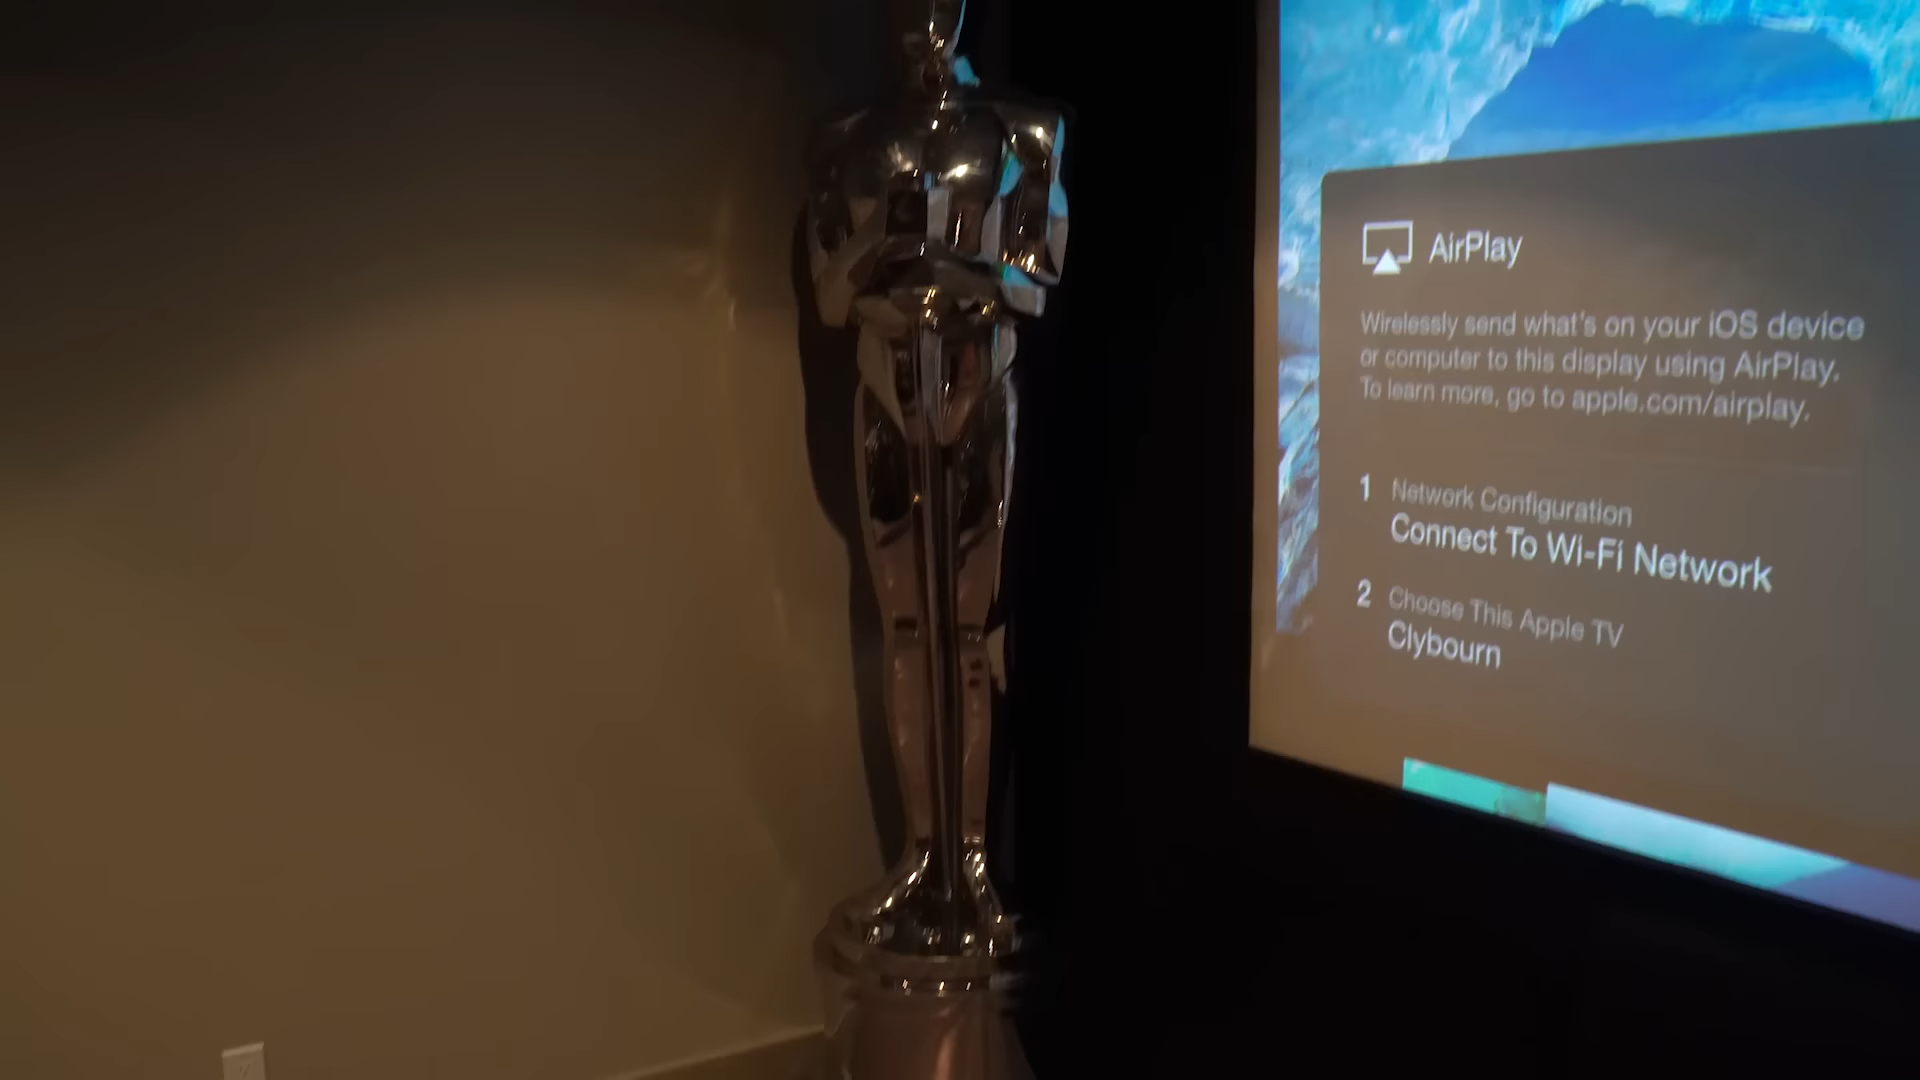 AirPlay
Wirelessly send what's on your iOS device
or computer to this display using AirPlay.
To learn more, go to apple.com/airplay.
1 Network Configuration
Connect To Wi-Fi Network
2 Choose This Apple TV
Clybourn